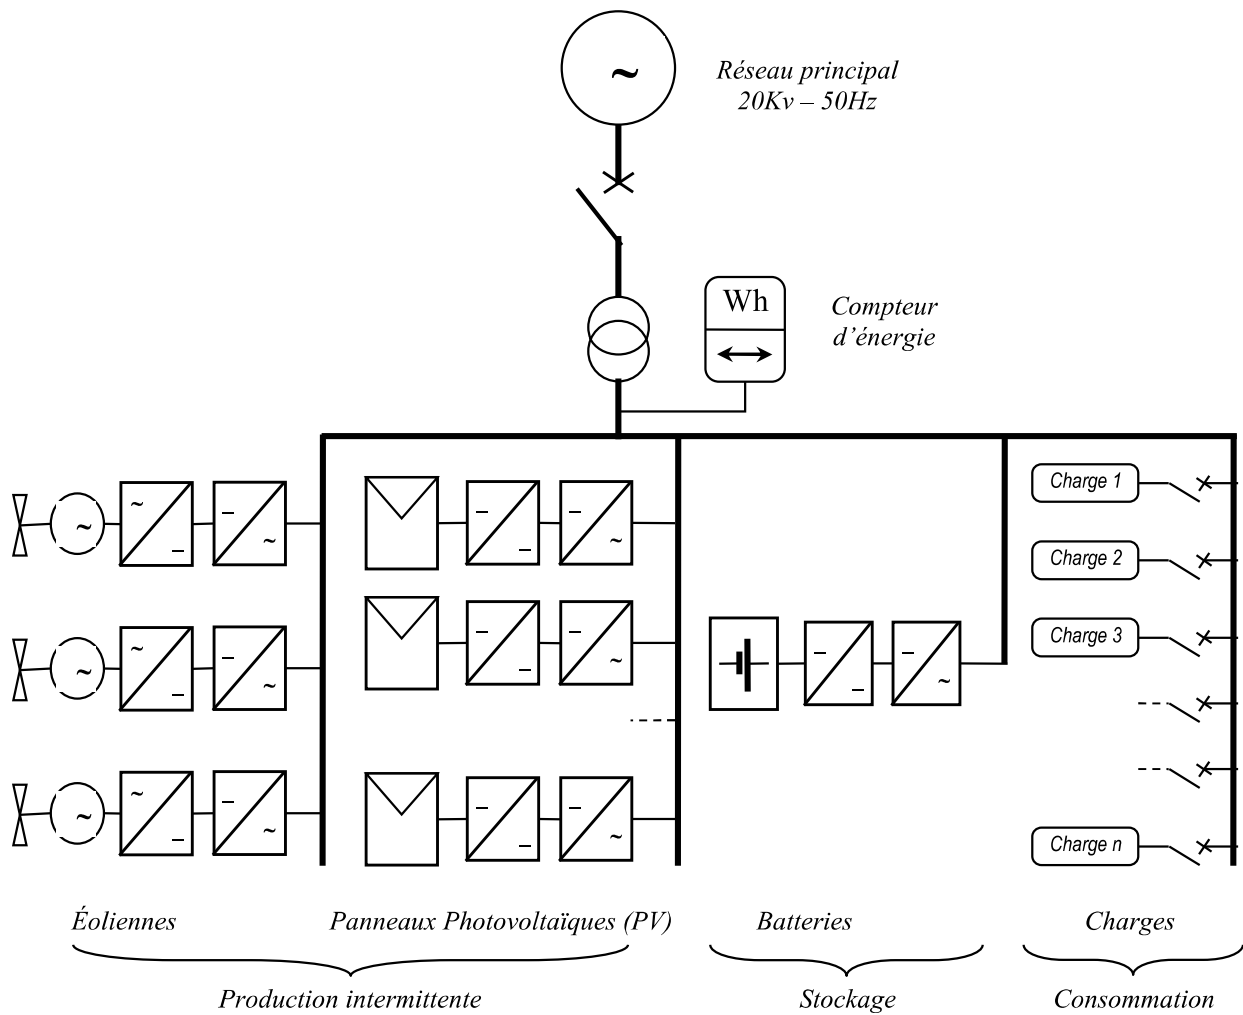 Réseau principal
20Kv – 50Hz
Wh
Compteur
d’énergie
Charge 1
Charge 2
Charge 3
Charge n
Éoliennes
Panneaux Photovoltaïques (PV)
Batteries
Charges
Production intermittente
Stockage
Consommation